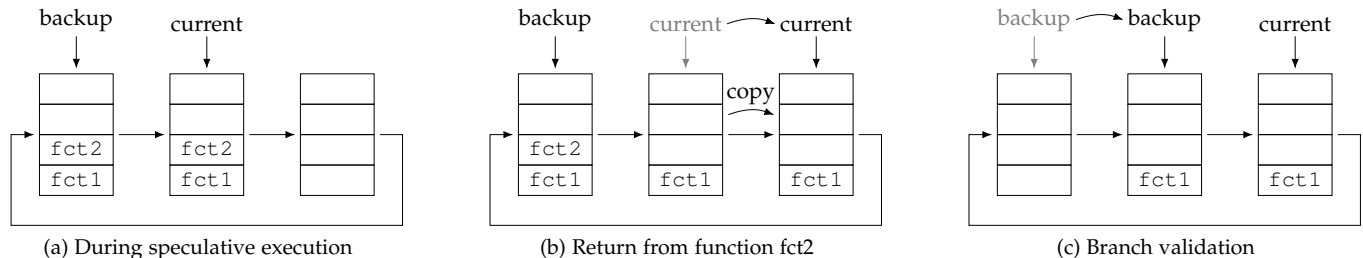 backup
current
fct2
fct2
fct1
fct1
(a) During speculative execution
backup
current
current
copy
fct2
fct1
fct1
fct1
(b) Return from function fct2
backup
backup
current
fct1
fct1
(c) Branch validation